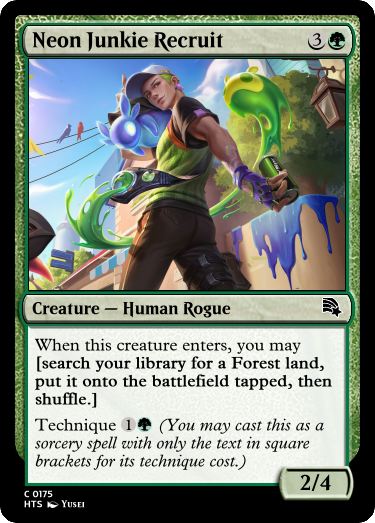 Neon Junkie Recruit 3
Creature — Human Rogue
When this creature enters, you may
[search your library for a Forest land,
put it onto the battlefield tapped, then
shuffle.]
Technique 1 (You may cast this as a
sorcery spell with only the text in square
brackets for its technique cost.)
2/4
C 0175
HTS Yusei